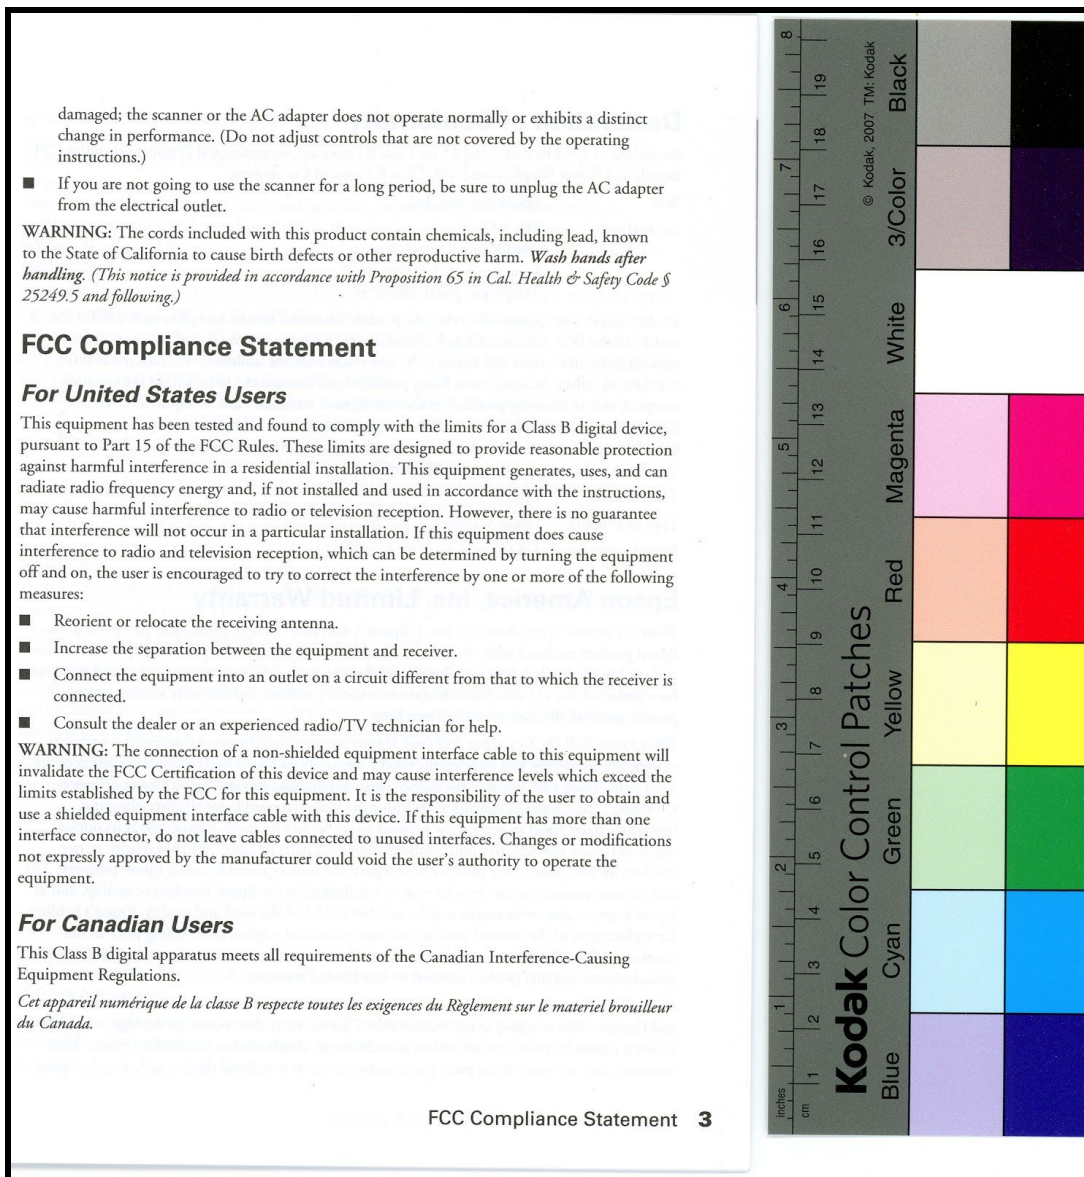 damaged; the scanner or the AC adapter does not operate normally or exhibits a distinct
change in performance. (Do not adjust controls that are not covered by the operating
instructions.)
■ If you are not going to use the scanner for a long period, be sure to unplug the AC adapter
from the electrical outlet.
WARNING: The cords included with this product contain chemicals, including lead, known
to the State of California to cause birth defects or other reproductive harm. Wash hands after
handling. (This notice is provided in accordance with Proposition 65 in Cal. Health & Safety Code §
25249.5 and following.)
FCC Compliance Statement
For United States Users
This equipment has been tested and found to comply with the limits for a Class B digital device,
pursuant to Part 15 of the FCC Rules. These limits are designed to provide reasonable protection
against harmful interference in a residential installation. This equipment generates, uses, and can
radiate radio frequency energy and, if not installed and used in accordance with the instructions,
may cause harmful interference to radio or television reception. However, there is no guarantee
that interference will not occur in a particular installation. If this equipment does cause
interference to radio and television reception, which can be determined by turning the equipment
off and on, the user is encouraged to try to correct the interference by one or more of the following
measures:
■ Reorient or relocate the receiving antenna.
■ Increase the separation between the equipment and receiver.
■ Connect the equipment into an outlet on a circuit different from that to which the receiver is
connected.
■ Consult the dealer or an experienced radio/TV technician for help.
WARNING: The connection of a non-shielded equipment interface cable to this equipment will
invalidate the FCC Certification of this device and may cause interference levels which exceed the
limits established by the FCC for this equipment. It is the responsibility of the user to obtain and
use a shielded equipment interface cable with this device. If this equipment has more than one
interface connector, do not leave cables connected to unused interfaces. Changes or modifications
not expressly approved by the manufacturer could void the user's authority to operate the
equipment.
For Canadian Users
This Class B digital apparatus meets all requirements of the Canadian Interference-Causing
Equipment Regulations.
Cet appareil numérique de la classe B respecte toutes les exigences du Règlement sur le materiel brouilleur
du Canada.
FCC Compliance Statement 3
inches 1 2 3 4 5 6 7 8
cm 1 2 3 4 5 6 7 8 9 10 11 12 13 14 15 16 17 18 19
Kodak Color Control Patches
© Kodak, 2007 TM: Kodak
Blue Cyan Green Yellow Red Magenta White 3/Color Black